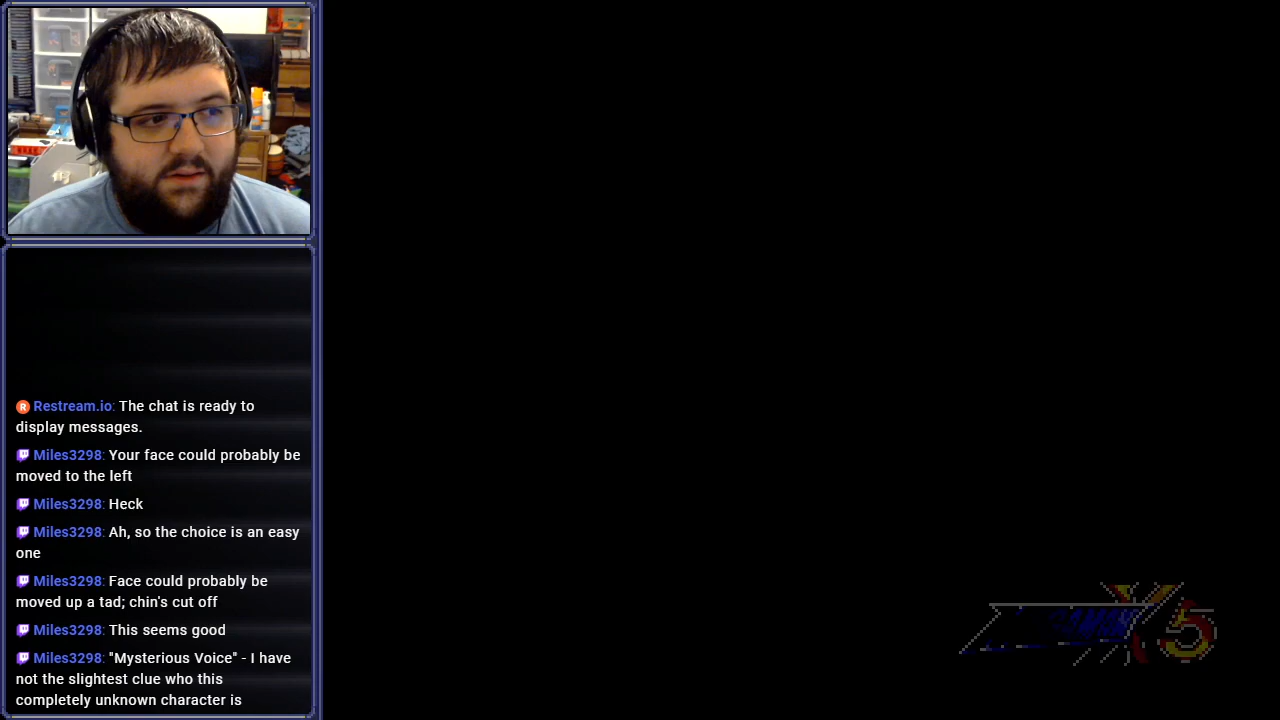 Restream.io: The chat is ready to
display messages.
Miles3298: Your face could probably be
moved to the left
Miles3298: Heck
Miles3298: Ah, so the choice is an easy
one
Miles3298: Face could probably be
moved up a tad; chin's cut off
Miles3298: This seems good
Miles3298: "Mysterious Voice" - I have
not the slightest clue who this
completely unknown character is
X5